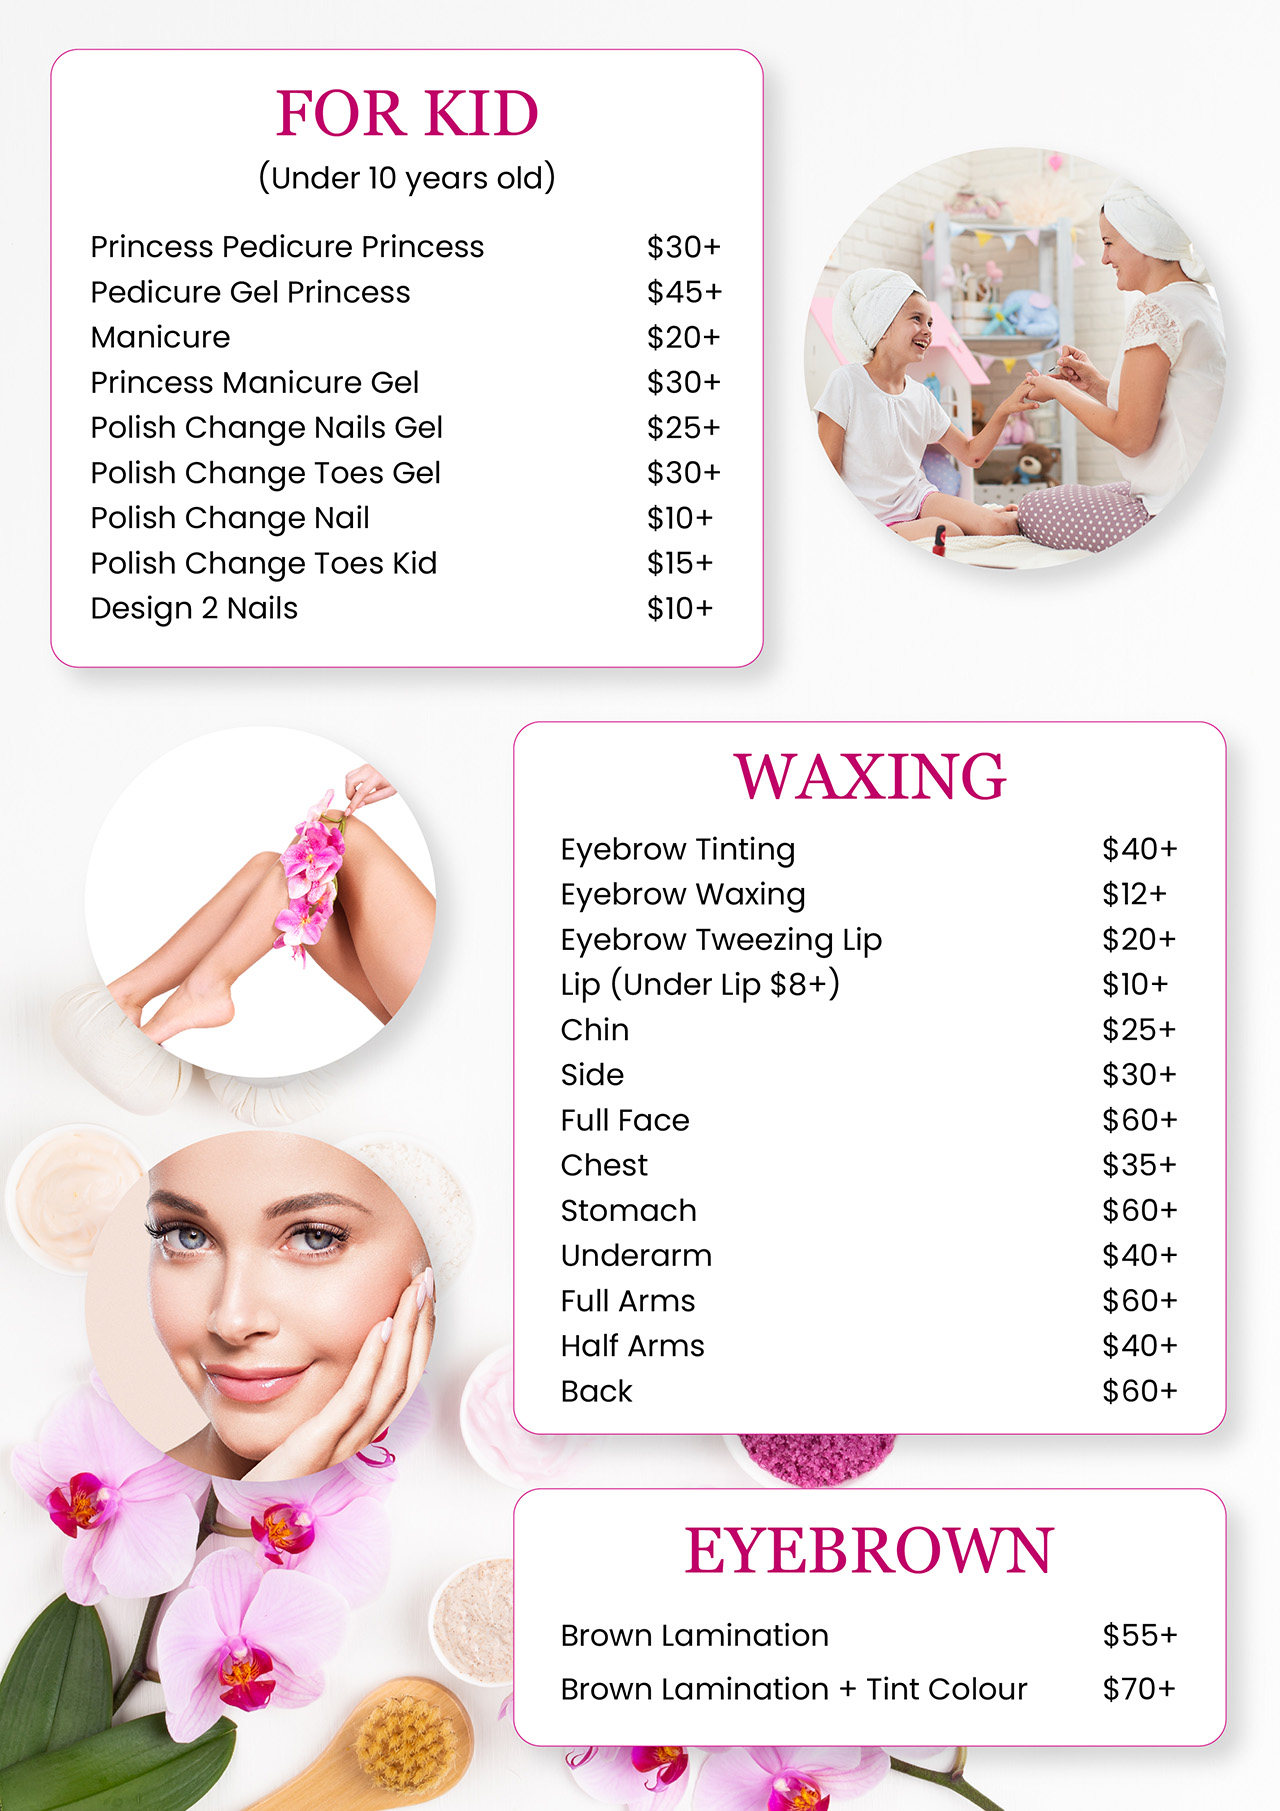 FOR KID
(Under 10 years old)
Princess Pedicure Princess $30+
Pedicure Gel Princess $45+
Manicure $20+
Princess Manicure Gel $30+
Polish Change Nails Gel $25+
Polish Change Toes Gel $30+
Polish Change Nail $10+
Polish Change Toes Kid $15+
Design 2 Nails $10+
WAXING
Eyebrow Tinting $40+
Eyebrow Waxing $12+
Eyebrow Tweezing Lip $20+
Lip (Under Lip $8+) $10+
Chin $25+
Side $30+
Full Face $60+
Chest $35+
Stomach $60+
Underarm $40+
Full Arms $60+
Half Arms $40+
Back $60+
EYEBROWN
Brown Lamination $55+
Brown Lamination + Tint Colour $70+